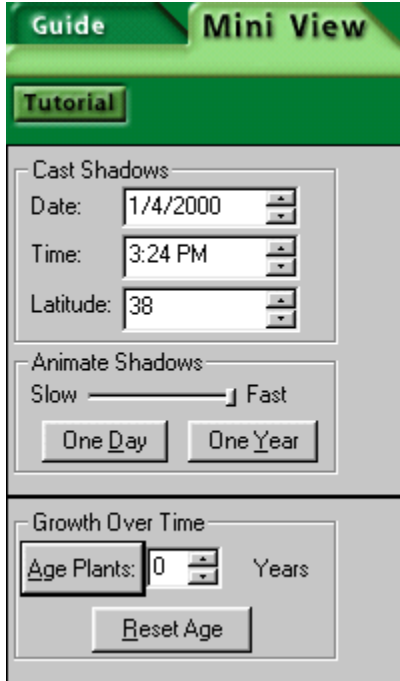 Guide Mini View
Tutorial
Cast Shadows
Date: 1/4/2000
Time: 3:24 PM
Latitude: 38
Animate Shadows
Slow Fast
One Day One Year
Growth Over Time
Age Plants: 0 Years
Reset Age